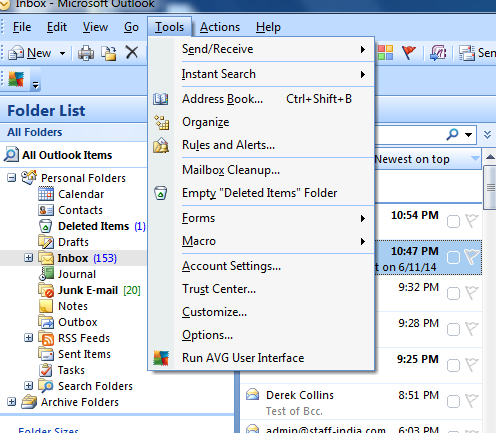 Inbox - Microsoft Outlook
File Edit View Go Tools Actions Help
New
Send/Receive
Instant Search
Address Book... Ctrl+Shift+B
Organize
Rules and Alerts...
Mailbox Cleanup...
Empty "Deleted Items" Folder
Forms
Macro
Account Settings...
Trust Center...
Customize...
Options...
Run AVG User Interface
Folder List
All Folders
All Outlook Items
Personal Folders
Calendar
Contacts
Deleted Items (1)
Drafts
Inbox (153)
Journal
Junk E-mail [20]
Notes
Outbox
RSS Feeds
Sent Items
Tasks
Search Folders
Archive Folders
Folder Sizes
Newest on top
10:54 PM
10:47 PM
t on 6/11/14
9:32 PM
9:28 PM
9:25 PM
Derek Collins 8:51 PM
Test of Bcc.
admin@staff-india.com 6:03 PM